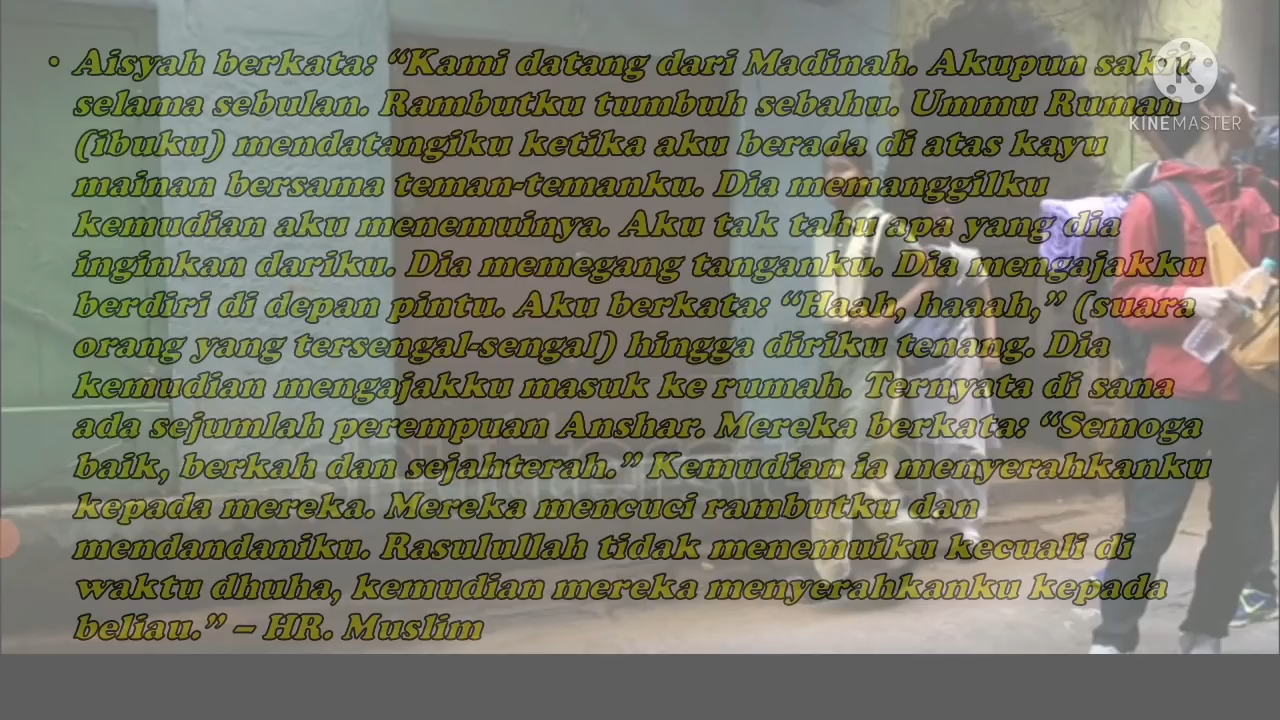 • Aisyah berkata: “Kami datang dari Madinah. Akupun sakit
selama sebulan. Rambutku tumbuh sebahu. Ummu Ruman
(ibuku) mendatangiku ketika aku berada di atas kayu
mainan bersama teman-temanku. Dia memanggilku
kemudian aku menemuinya. Aku tak tahu apa yang dia
inginkan dariku. Dia memegang tanganku. Dia mengajakku
berdiri di depan pintu. Aku berkata: “Haah, haaah,” (suara
orang yang tersengal-sengal) hingga diriku tenang. Dia
kemudian mengajakku masuk ke rumah. Ternyata di sana
ada sejumlah perempuan Anshar. Mereka berkata: “Semoga
baik, berkah dan sejahterah.” Kemudian ia menyerahkanku
kepada mereka. Mereka mencuci rambutku dan
mendandaniku. Rasulullah tidak menemuiku kecuali di
waktu dhuha, kemudian mereka menyerahkanku kepada
beliau.” – HR. Muslim
K
KINEMASTER